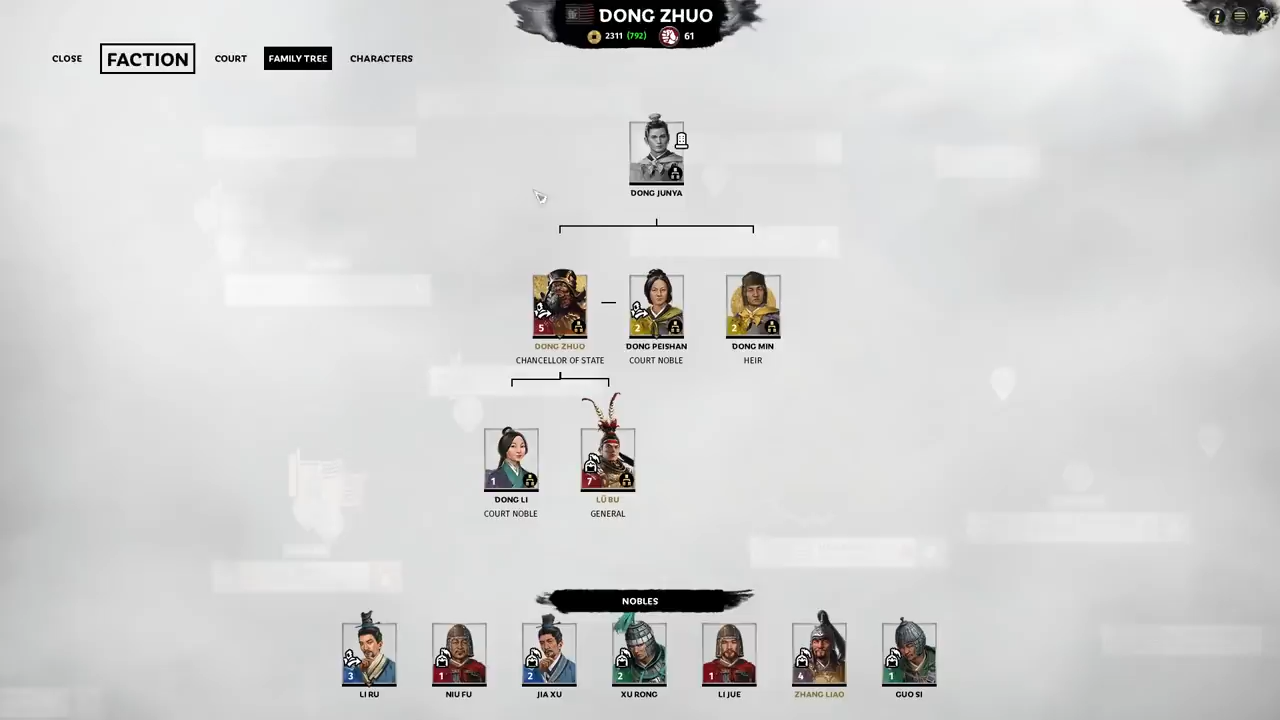 DONG ZHUO
2311 (792) 61
CLOSE FACTION COURT FAMILY TREE CHARACTERS
DONG JUNYA
5 2 2
DONG ZHUO DONG PEISHAN DONG MIN
CHANCELLOR OF STATE COURT NOBLE HEIR
1 7
DONG LI LÜ BU
COURT NOBLE GENERAL
NOBLES
3 1 2 2 1 4 1
LI RU NIU FU JIA XU XU RONG LI JUE ZHANG LIAO GUO SI